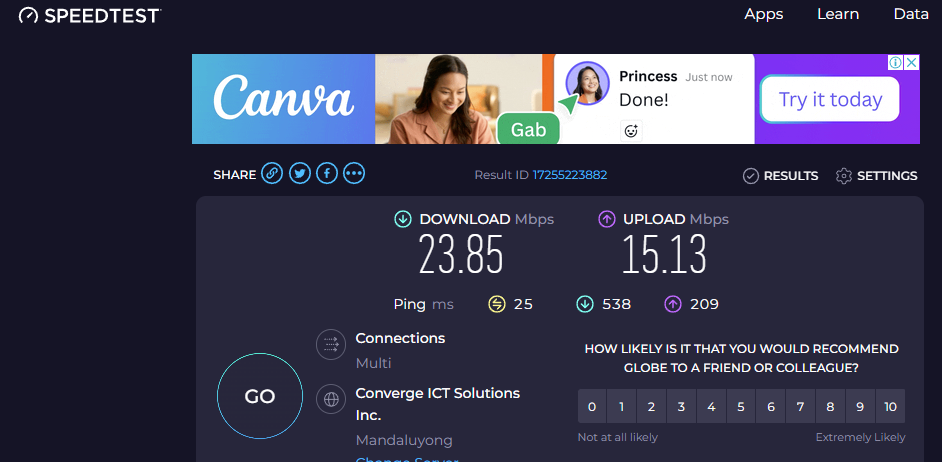 SPEEDTEST
Apps Learn Data
Canva
Gab
Princess Just now
Done!
Try it today
SHARE
Result ID 17255223882
RESULTS SETTINGS
DOWNLOAD Mbps
23.85
UPLOAD Mbps
15.13
Ping ms 25 538 209
Connections
Multi
GO
Converge ICT Solutions
Inc.
Mandaluyong
Change Server
HOW LIKELY IS IT THAT YOU WOULD RECOMMEND
GLOBE TO A FRIEND OR COLLEAGUE?
0 1 2 3 4 5 6 7 8 9 10
Not at all likely Extremely Likely